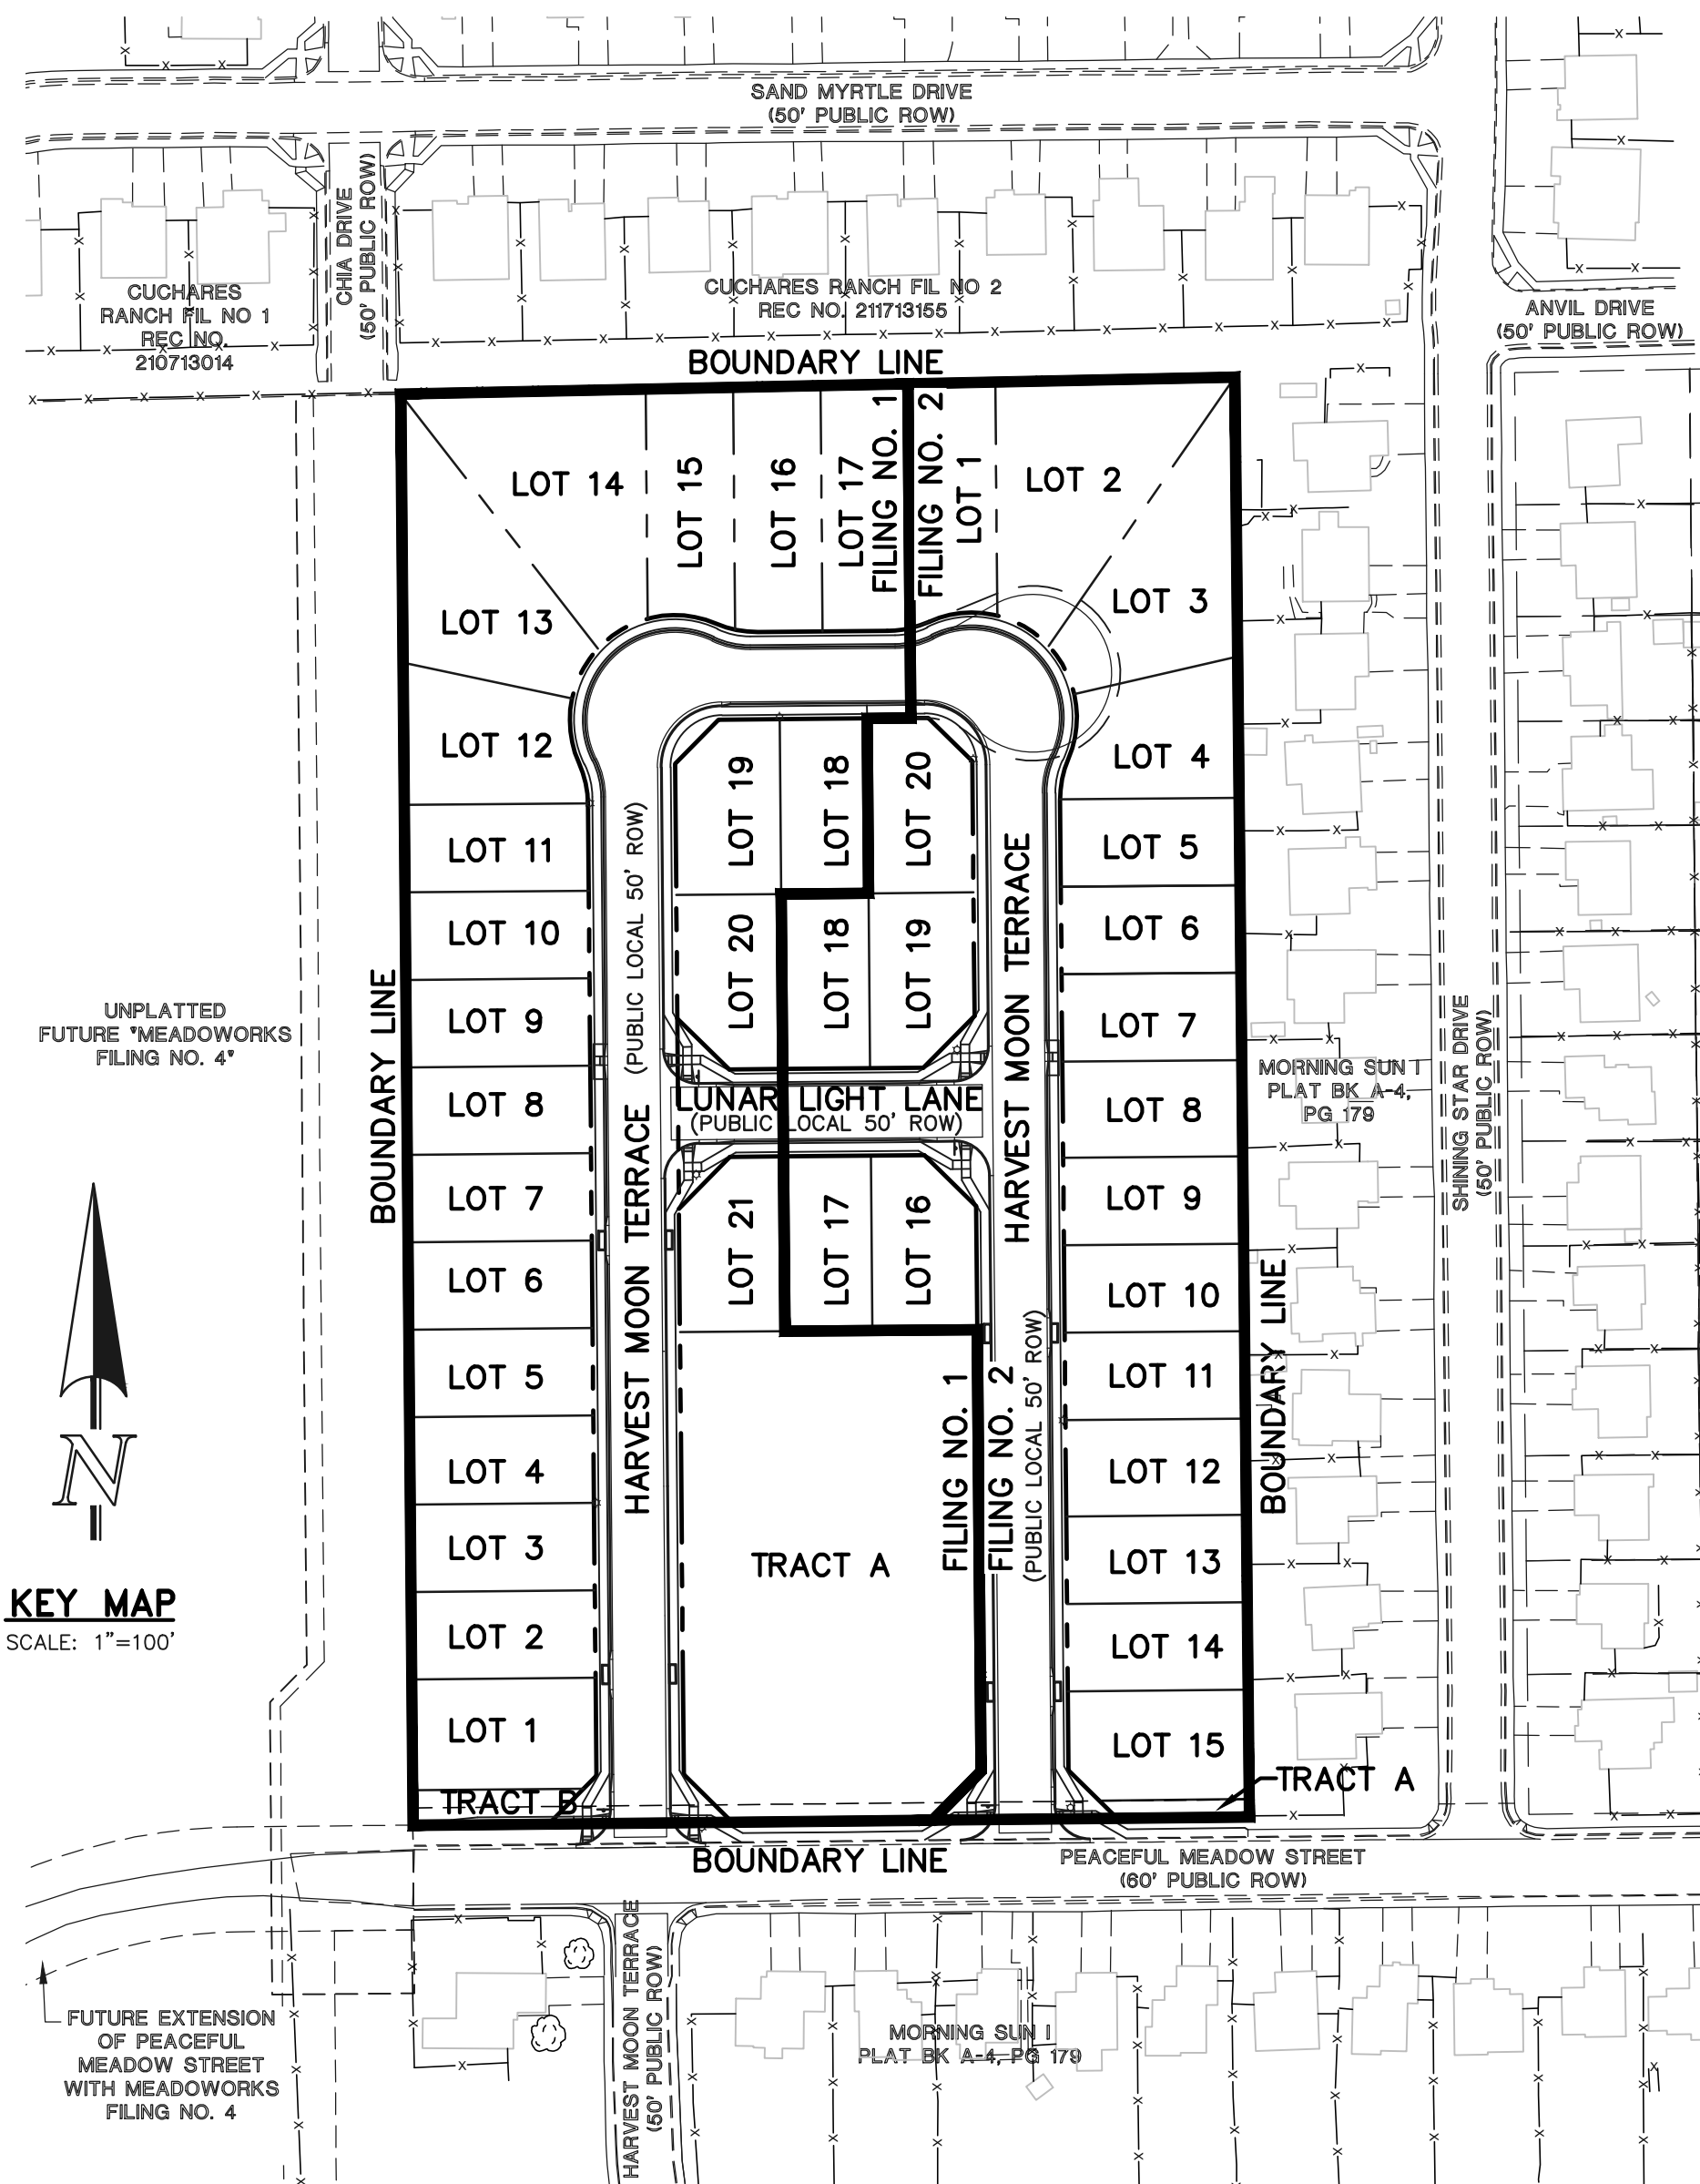 SAND MYRTLE DRIVE
(50' PUBLIC ROW)
CHIA DRIVE
(50' PUBLIC ROW)
CUCHARES
RANCH FIL NO 1
REC NO.
210713014
CUCHARES RANCH FIL NO 2
REC NO. 211713155
ANVIL DRIVE
(50' PUBLIC ROW)
BOUNDARY LINE
LOT 14
LOT 15
LOT 16
LOT 17
FILING NO. 1
FILING NO. 2
LOT 1
LOT 2
LOT 13
LOT 3
LOT 12
LOT 4
LOT 19
LOT 18
LOT 20
LOT 11
LOT 5
LOT 10
LOT 6
LOT 20
LOT 18
LOT 19
LOT 9
LOT 7
HARVEST MOON TERRACE
(PUBLIC LOCAL 50' ROW)
HARVEST MOON TERRACE
(PUBLIC LOCAL 50' ROW)
BOUNDARY LINE
UNPLATTED
FUTURE "MEADOWORKS
FILING NO. 4"
MORNING SUN I
PLAT BK A-4,
PG 179
SHINING STAR DRIVE
(50' PUBLIC ROW)
LUNAR LIGHT LANE
(PUBLIC LOCAL 50' ROW)
LOT 8
LOT 8
LOT 7
LOT 9
LOT 21
LOT 17
LOT 16
LOT 6
LOT 10
BOUNDARY LINE
LOT 5
LOT 11
FILING NO. 1
FILING NO. 2
LOT 4
LOT 12
LOT 3
TRACT A
LOT 13
N
KEY MAP
SCALE: 1"=100'
LOT 2
LOT 14
LOT 1
LOT 15
TRACT B
TRACT A
BOUNDARY LINE
PEACEFUL MEADOW STREET
(60' PUBLIC ROW)
HARVEST MOON TERRACE
(50' PUBLIC ROW)
MORNING SUN I
PLAT BK A-4, PG 179
FUTURE EXTENSION
OF PEACEFUL
MEADOW STREET
WITH MEADOWORKS
FILING NO. 4